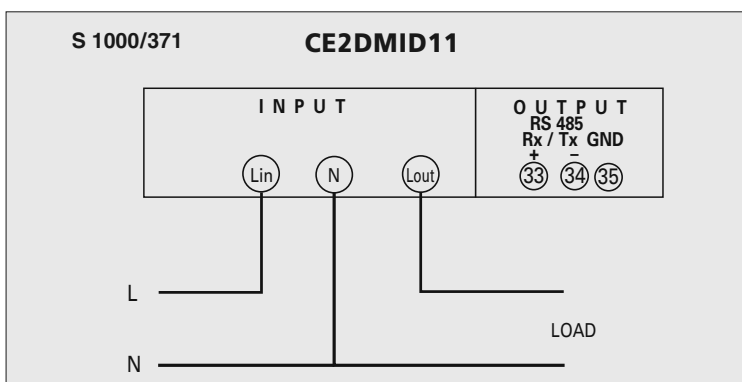 S 1000/371 CE2DMID11
INPUT
OUTPUT
RS 485
Rx / Tx GND
+ –
Lin N Lout
33 34 35
L
LOAD
N